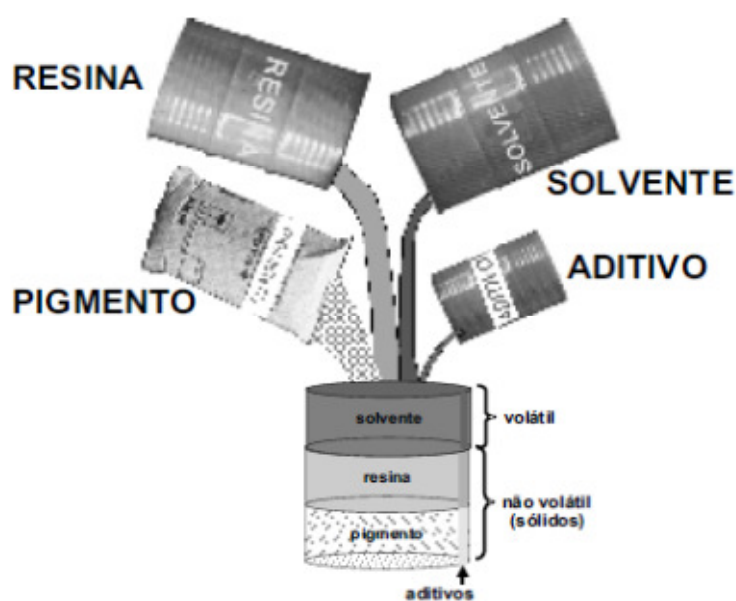 RESINA
RESINA
SOLVENTE
SOLVENTE
PIGMENTO
ADITIVO
solvente
volátil
resina
não volátil
(sólidos)
pigmento
aditivos